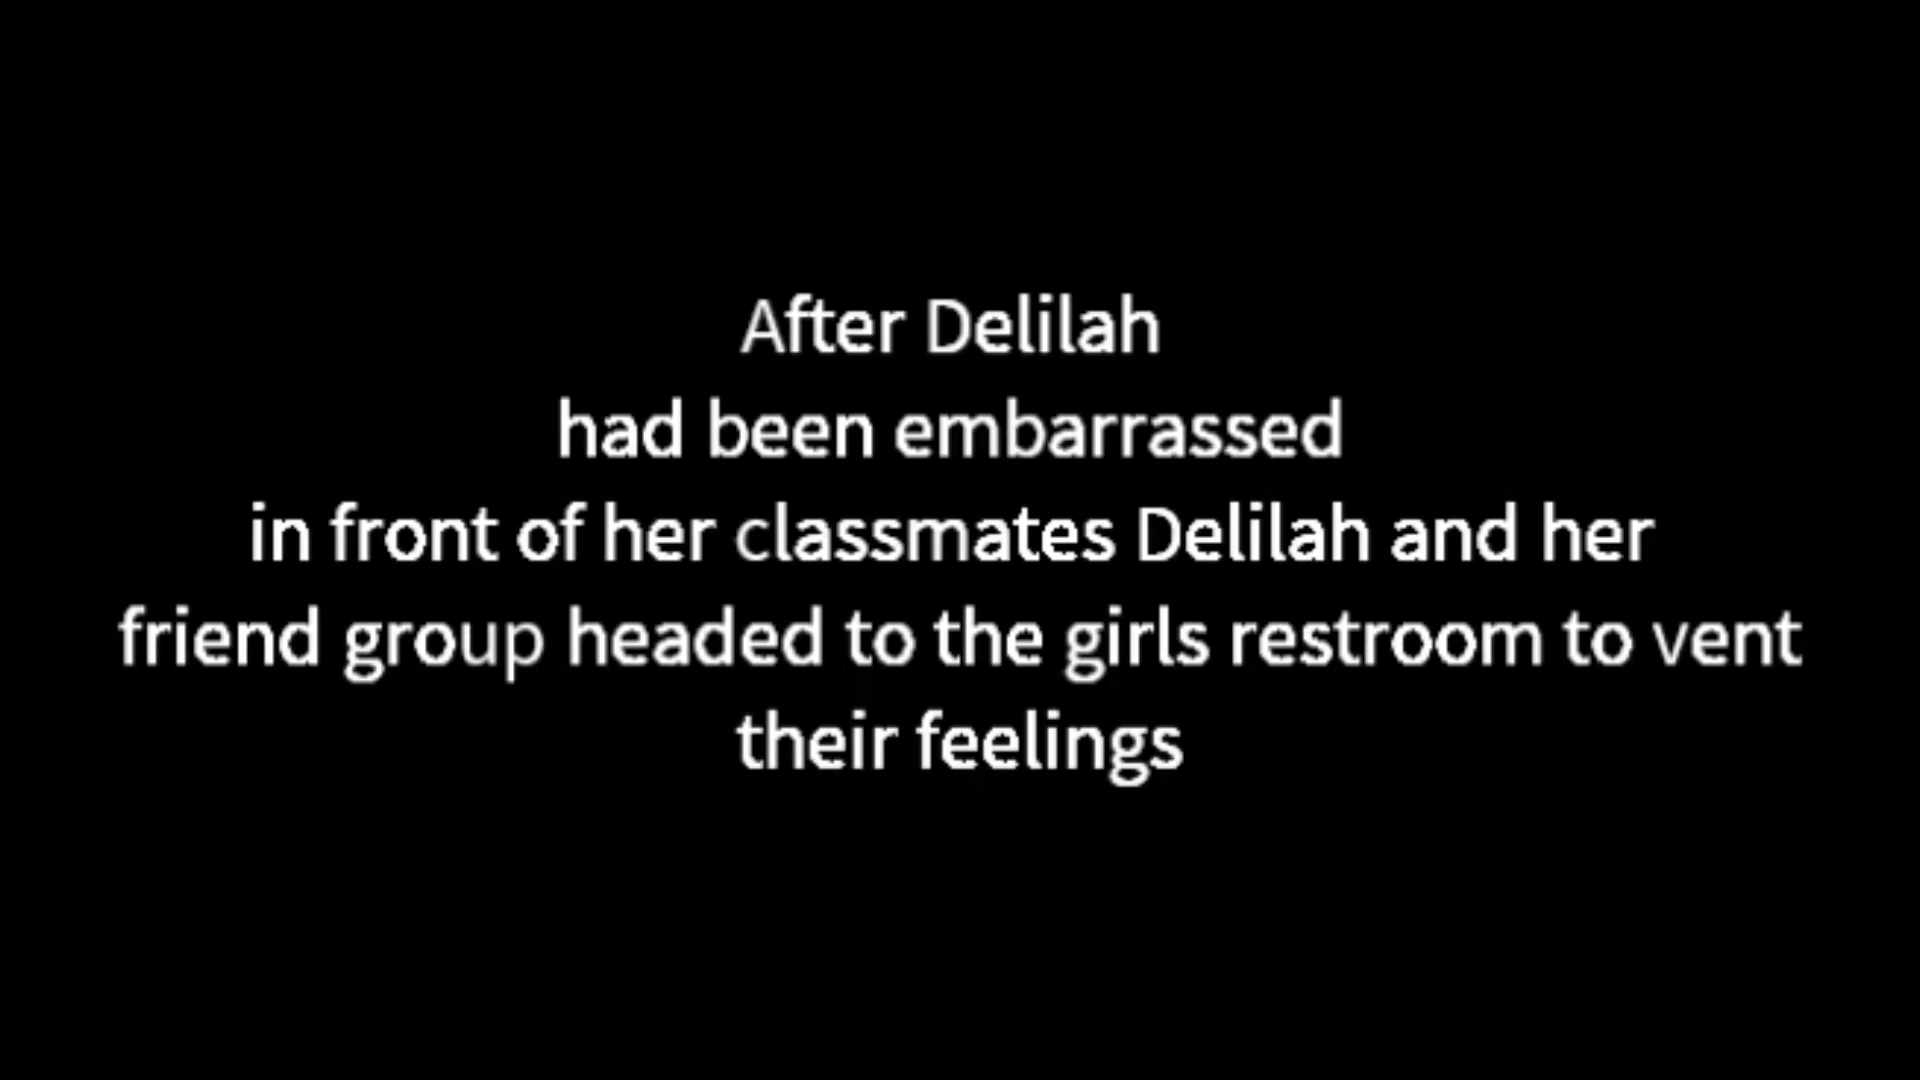 After Delilah
had been embarrassed
in front of her classmates Delilah and her
friend group headed to the girls restroom to vent
their feelings